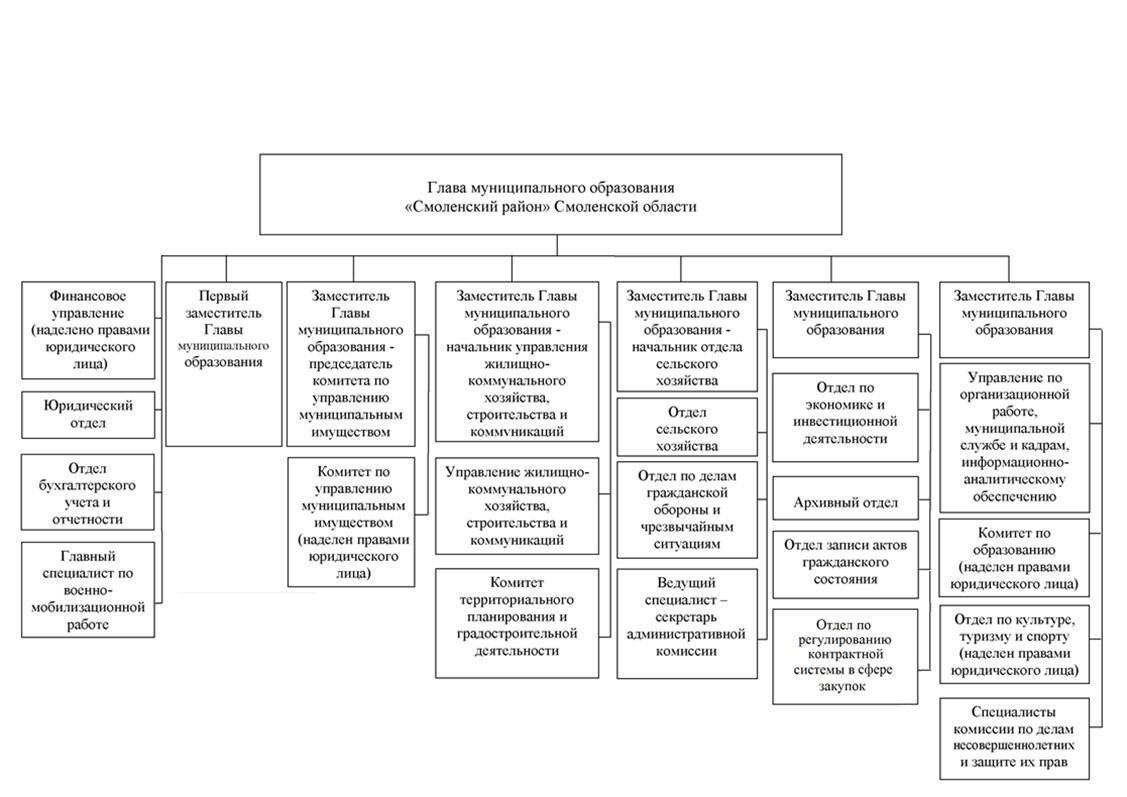 Глава муниципального образования
«Смоленский район» Смоленской области
Финансовое
управление
(наделено правами
юридического
лица)
Юридический
отдел
Отдел
бухгалтерского
учета и
отчетности
Главный
специалист по
военно-
мобилизационной
работе
Первый
заместитель
Главы
муниципального
образования
Заместитель
Главы
муниципального
образования -
председатель
комитета по
управлению
муниципальным
имуществом
Комитет по
управлению
муниципальным
имуществом
(наделен правами
юридического
лица)
Заместитель Главы
муниципального
образования -
начальник управления
жилищно-
коммунального
хозяйства,
строительства и
коммуникаций
Управление жилищно-
коммунального
хозяйства,
строительства и
коммуникаций
Комитет
территориального
планирования и
градостроительной
деятельности
Заместитель Главы
муниципального
образования -
начальник отдела
сельского
хозяйства
Отдел
сельского
хозяйства
Отдел по делам
гражданской
обороны и
чрезвычайным
ситуациям
Ведущий
специалист –
секретарь
административной
комиссии
Заместитель Главы
муниципального
образования
Отдел по
экономике и
инвестиционной
деятельности
Архивный отдел
Отдел записи актов
гражданского
состояния
Отдел по
регулированию
контрактной
системы в сфере
закупок
Заместитель Главы
муниципального
образования
Управление по
организационной
работе,
муниципальной
службе и кадрам,
информационно-
аналитическому
обеспечению
Комитет по
образованию
(наделен правами
юридического лица)
Отдел по культуре,
туризму и спорту
(наделен правами
юридического лица)
Специалисты
комиссии по делам
несовершеннолетних
и защите их прав